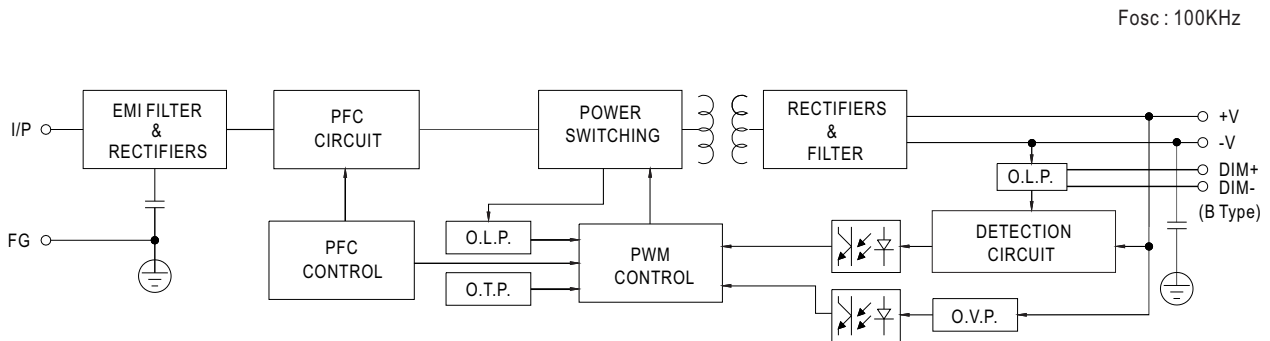 Fosc : 100KHz
I/P
EMI FILTER
&
RECTIFIERS
PFC
CIRCUIT
POWER
SWITCHING
RECTIFIERS
&
FILTER
+V
-V
O.L.P.
DIM+
DIM-
(B Type)
FG
PFC
CONTROL
O.L.P.
O.T.P.
PWM
CONTROL
DETECTION
CIRCUIT
O.V.P.